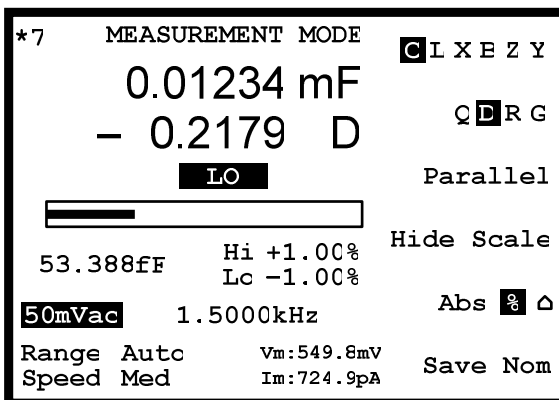 *7 MEASUREMENT MODE
C L X B Z Y
0.01234 mF
Q D R G
- 0.2179 D
LO
Parallel
Hide Scale
53.388fF
Hi +1.00%
Lo -1.00%
Abs %
50mVac 1.5000kHz
Range Auto Vm:549.8mV
Speed Med Im:724.9pA
Save Nom